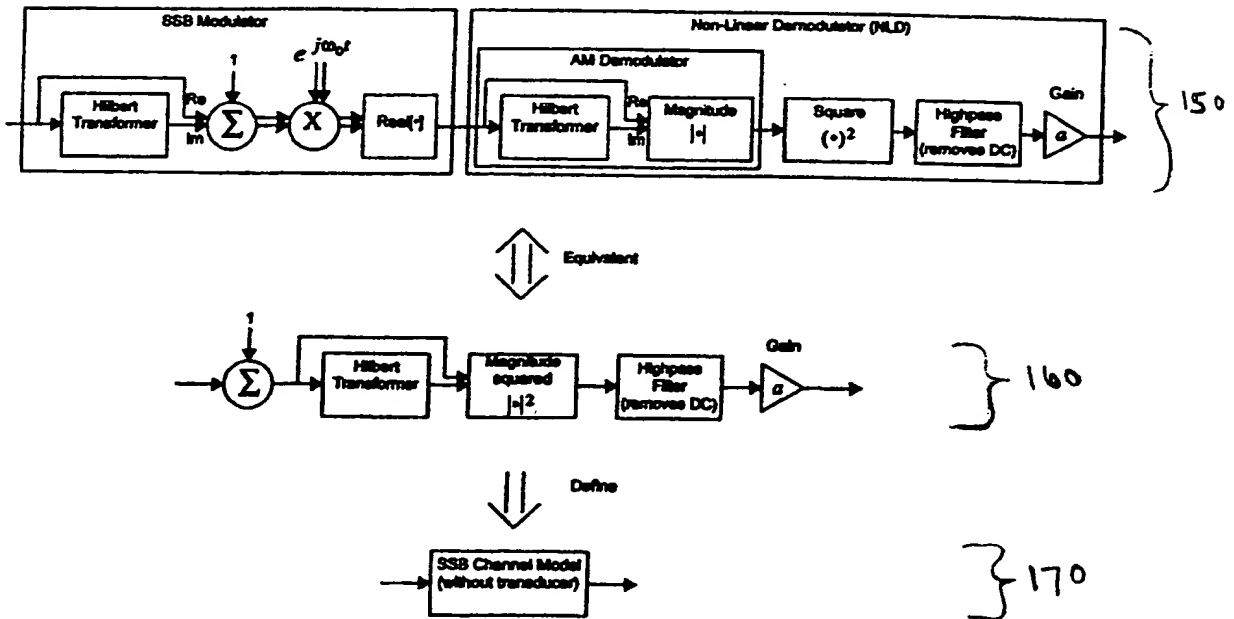 SSB Modulator
Non-Linear Demodulator (NLD)
AM Demodulator
1
e^{jω₀t}
Hilbert
Transformer
Re
Im
Σ
X
Real[•]
Hilbert
Transformer
Re
Im
Magnitude
|•|
Square
(•)²
Highpass
Filter
(removes DC)
Gain
a
150
Equivalent
1
Σ
Hilbert
Transformer
Magnitude
squared
|•|²
Highpass
Filter
(removes DC)
Gain
a
160
Define
SSB Channel Model
(without transducer)
170